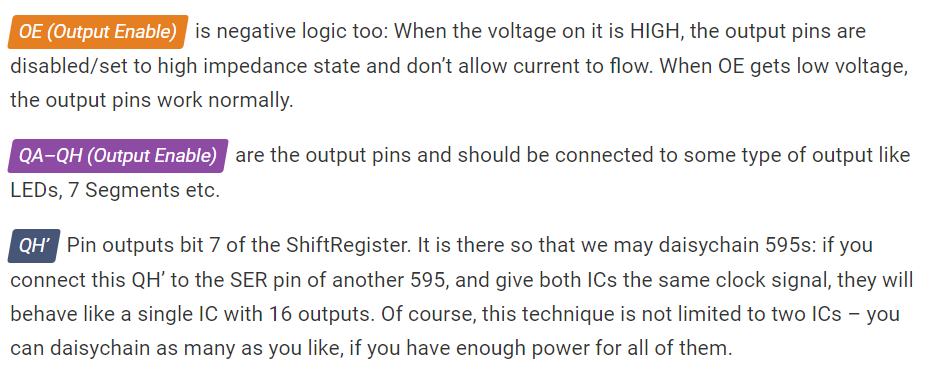 OE (Output Enable) is negative logic too: When the voltage on it is HIGH, the output pins are
disabled/set to high impedance state and don’t allow current to flow. When OE gets low voltage,
the output pins work normally.
QA–QH (Output Enable) are the output pins and should be connected to some type of output like
LEDs, 7 Segments etc.
QH’ Pin outputs bit 7 of the ShiftRegister. It is there so that we may daisychain 595s: if you
connect this QH’ to the SER pin of another 595, and give both ICs the same clock signal, they will
behave like a single IC with 16 outputs. Of course, this technique is not limited to two ICs – you
can daisychain as many as you like, if you have enough power for all of them.